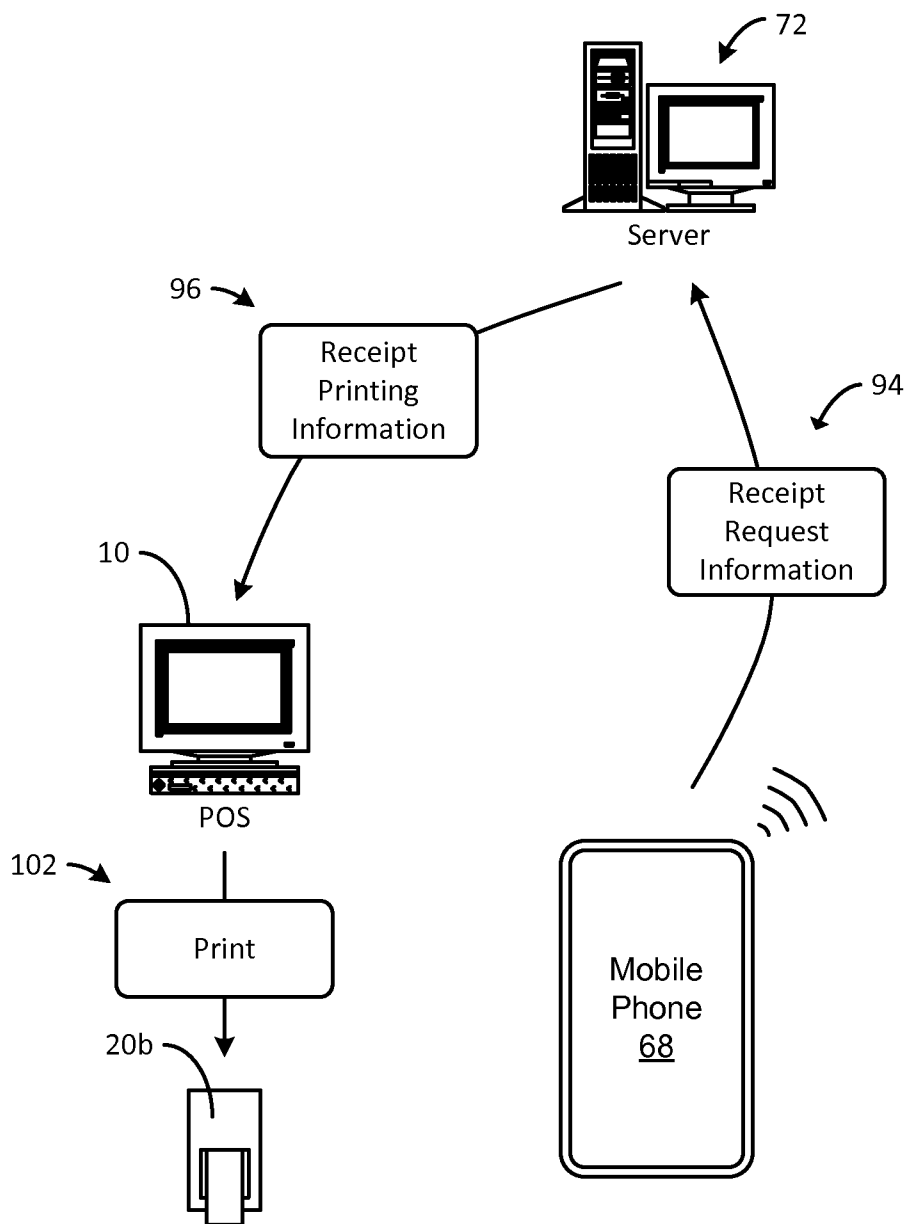 72
Server
96
Receipt
Printing
Information
94
Receipt
Request
Information
10
POS
102
Print
20b
Mobile
Phone
68